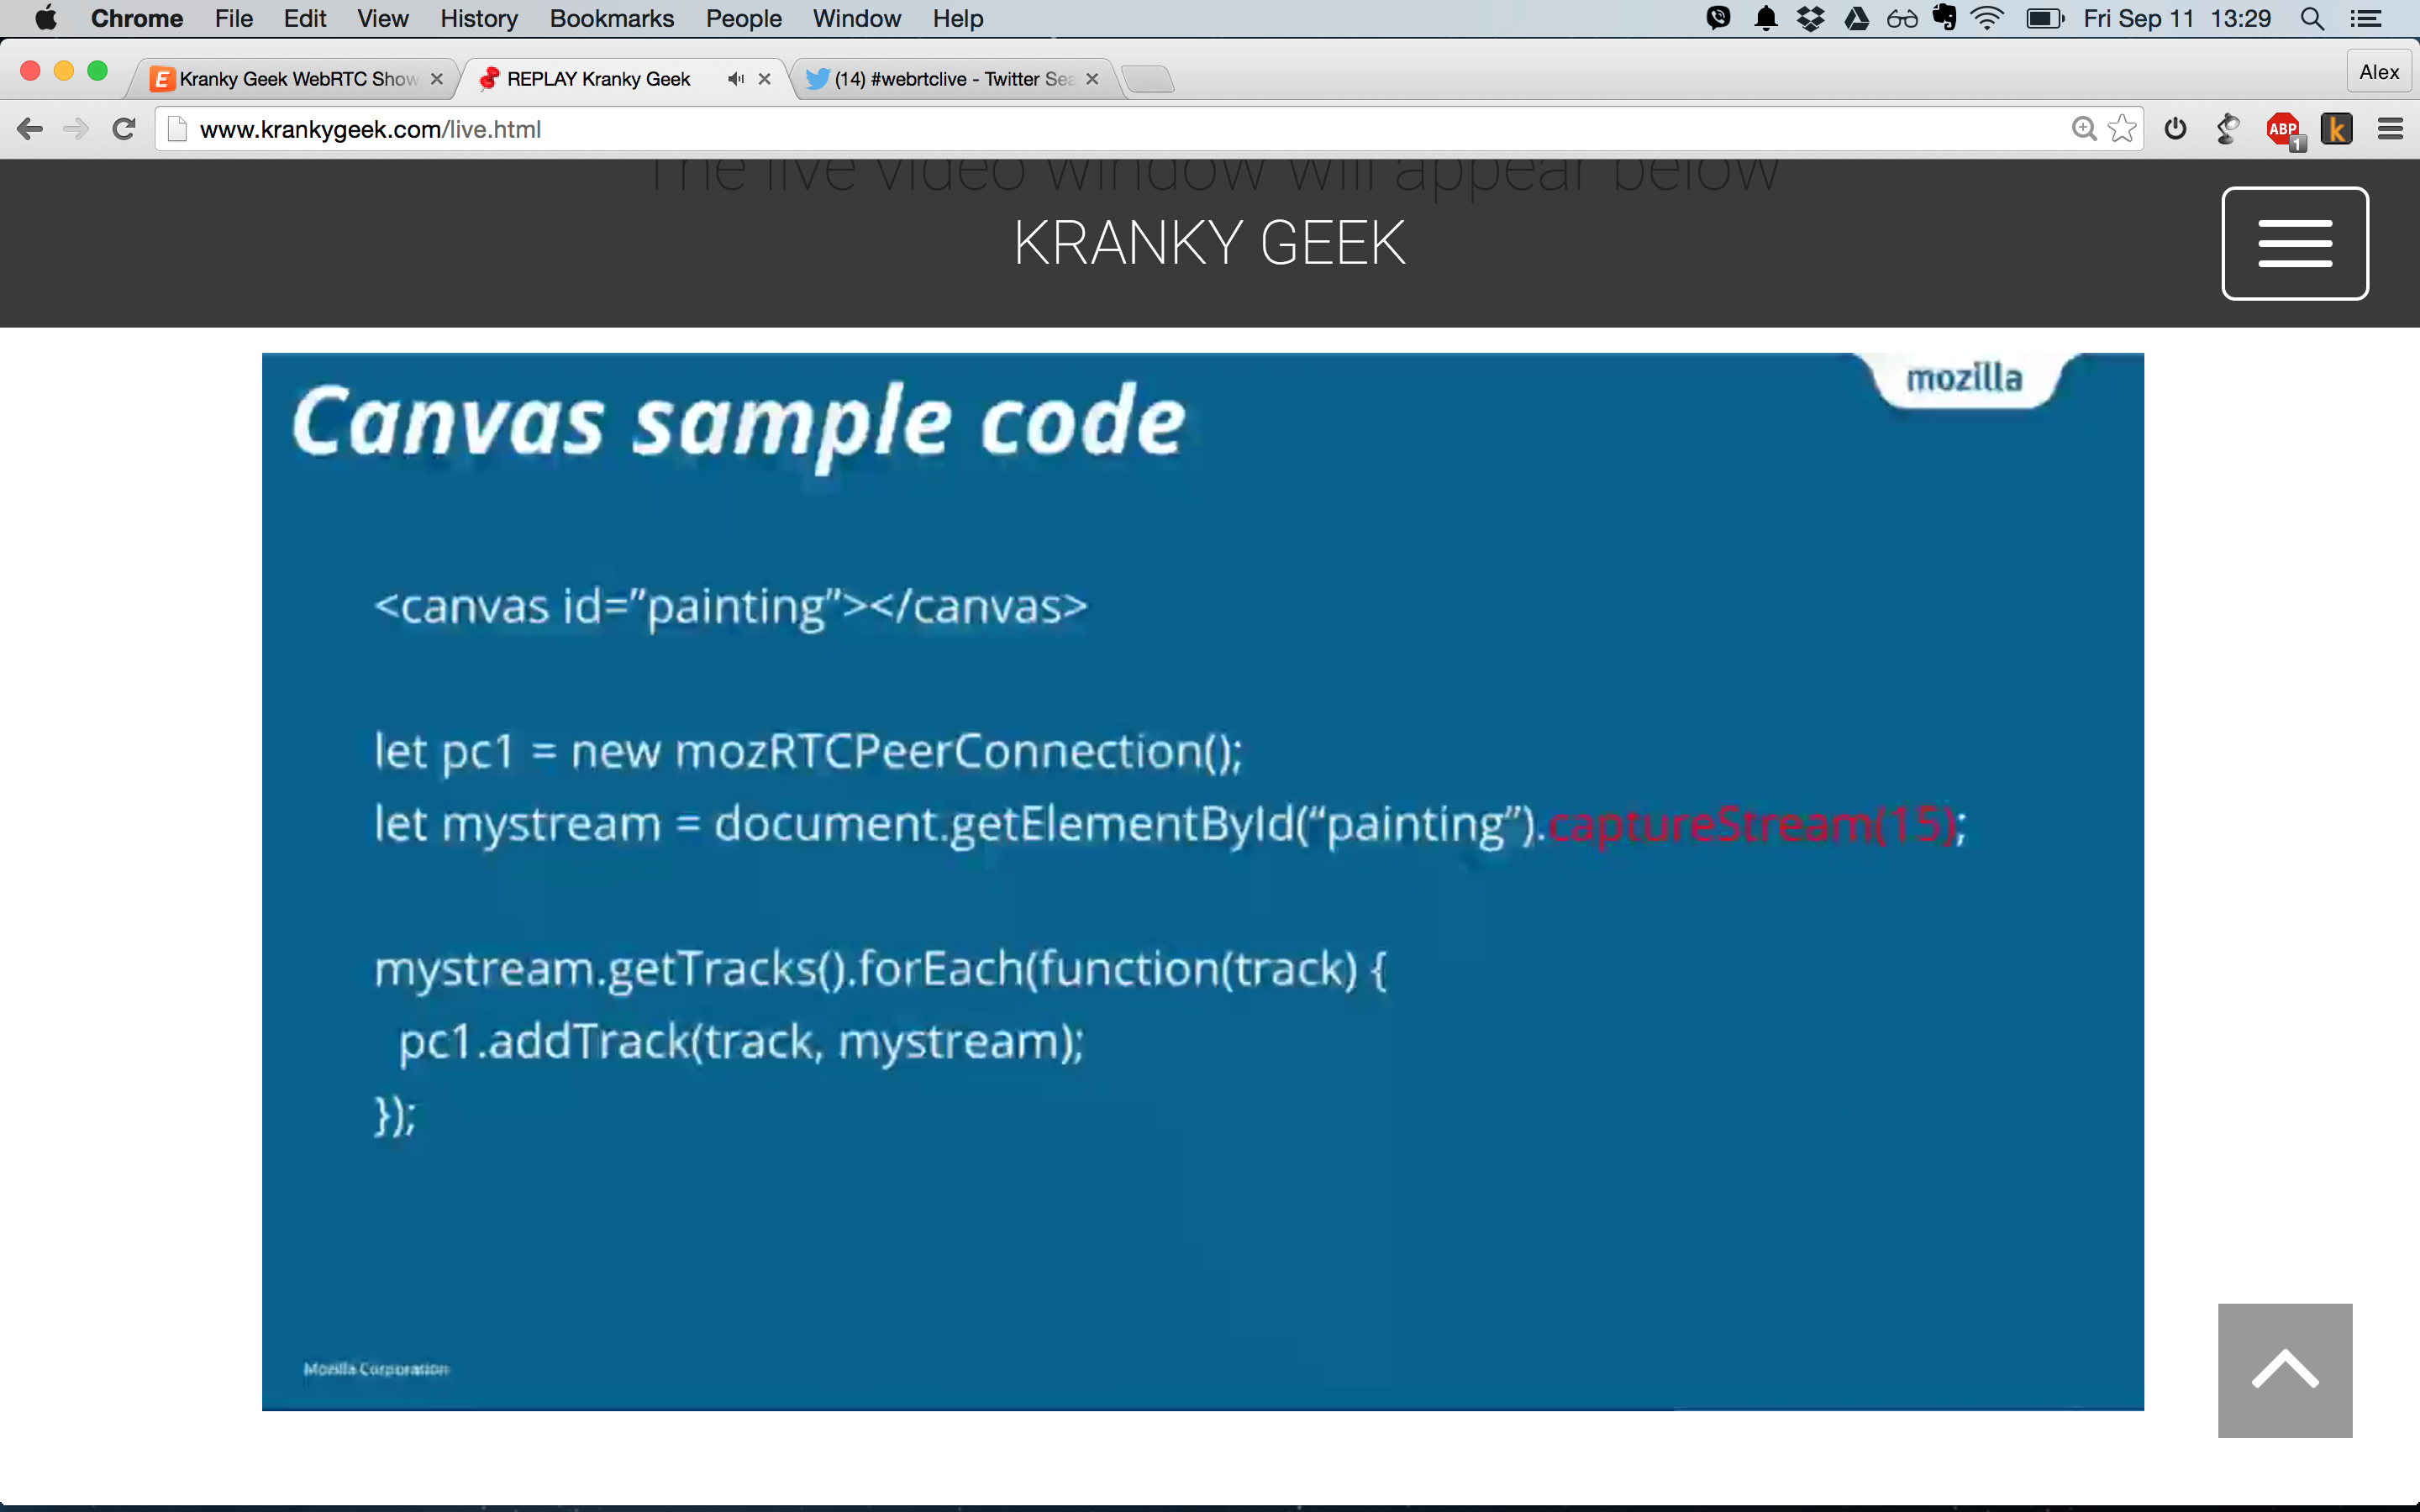 Chrome File Edit View History Bookmarks People Window Help Fri Sep 11 13:29
Kranky Geek WebRTC Show REPLAY Kranky Geek (14) #webrtclive - Twitter Sea Alex
www.krankygeek.com/live.html ABP 1 k
The live video window will appear below
KRANKY GEEK
mozilla
Canvas sample code
<canvas id=”painting”></canvas>
let pc1 = new mozRTCPeerConnection();
let mystream = document.getElementById(“painting”).captureStream(15);
mystream.getTracks().forEach(function(track) {
pc1.addTrack(track, mystream);
});
Mozilla Corporation